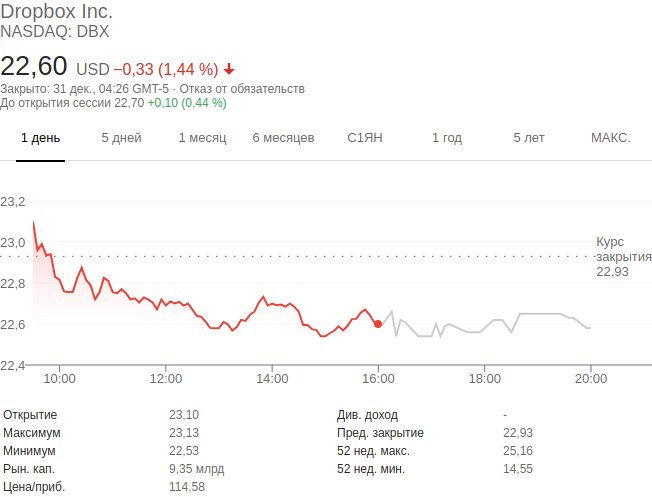 Dropbox Inc.
NASDAQ: DBX
22,60 USD −0,33 (1,44 %)
Закрыто: 31 дек., 04:26 GMT-5 · Отказ от обязательств
До открытия сессии 22,70 +0,10 (0,44 %)
1 день 5 дней 1 месяц 6 месяцев С1ЯН 1 год 5 лет МАКС.
23,2
23,0
22,8
22,6
22,4
Курс
закрытия
22,93
10:00 12:00 14:00 16:00 18:00 20:00
Открытие 23,10 Див. доход -
Максимум 23,13 Пред. закрытие 22,93
Минимум 22,53 52 нед. макс. 25,16
Рын. кап. 9,35 млрд 52 нед. мин. 14,55
Цена/приб. 114,58